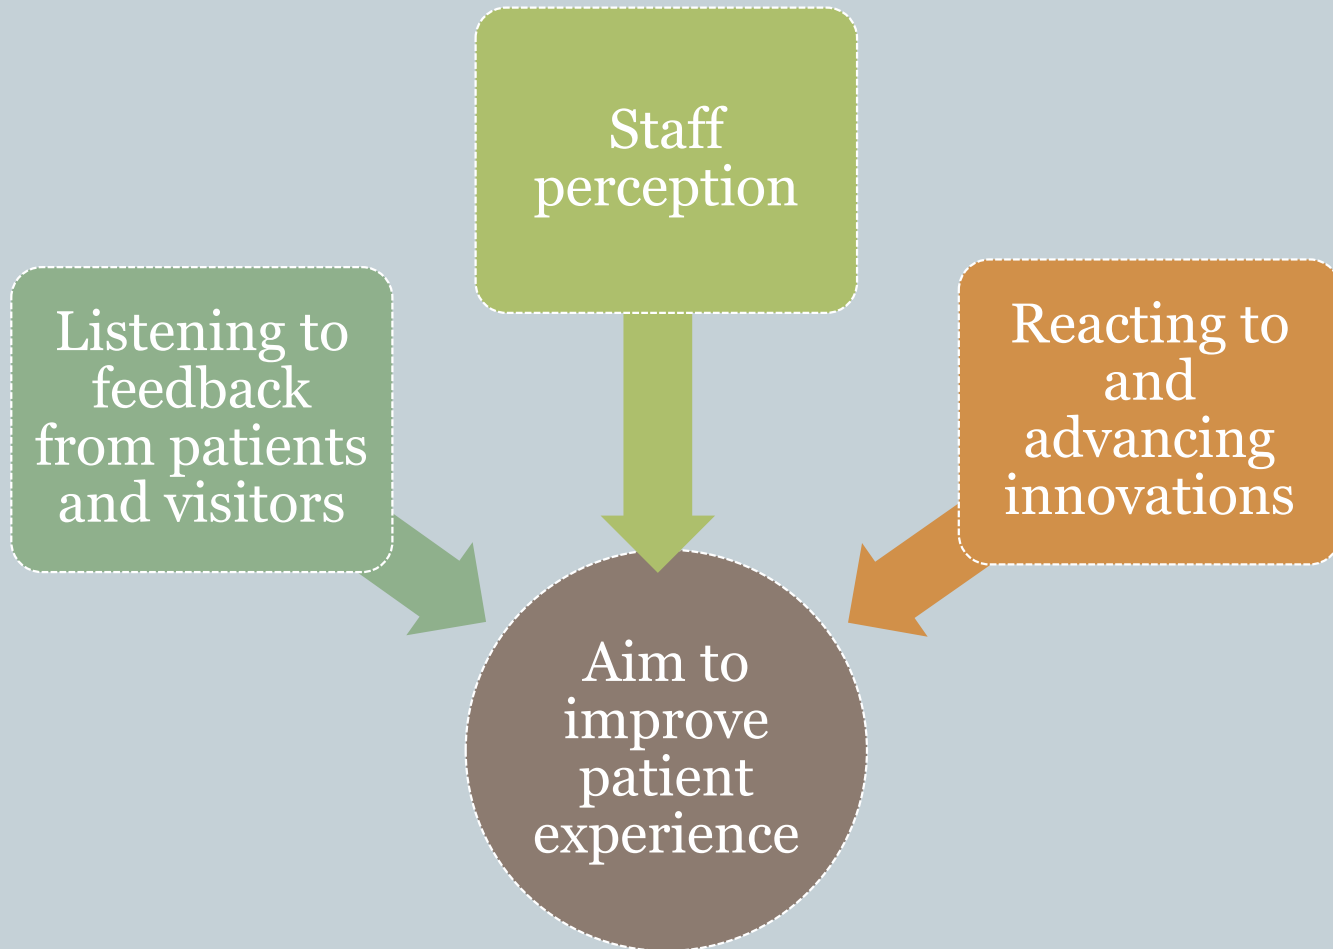 Staff
perception
Listening to
feedback
from patients
and visitors
Reacting to
and
advancing
innovations
Aim to
improve
patient
experience